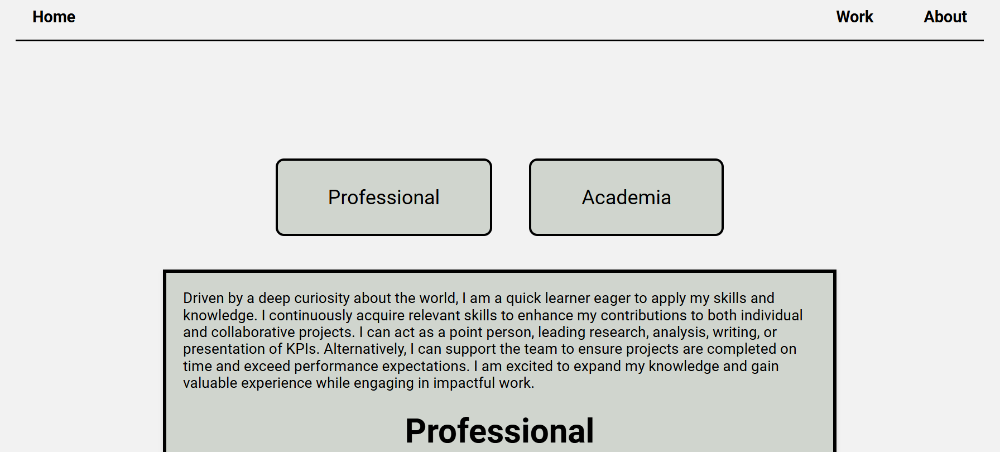 Home Work About
Professional Academia
Driven by a deep curiosity about the world, I am a quick learner eager to apply my skills and
knowledge. I continuously acquire relevant skills to enhance my contributions to both individual
and collaborative projects. I can act as a point person, leading research, analysis, writing, or
presentation of KPIs. Alternatively, I can support the team to ensure projects are completed on
time and exceed performance expectations. I am excited to expand my knowledge and gain
valuable experience while engaging in impactful work.
Professional